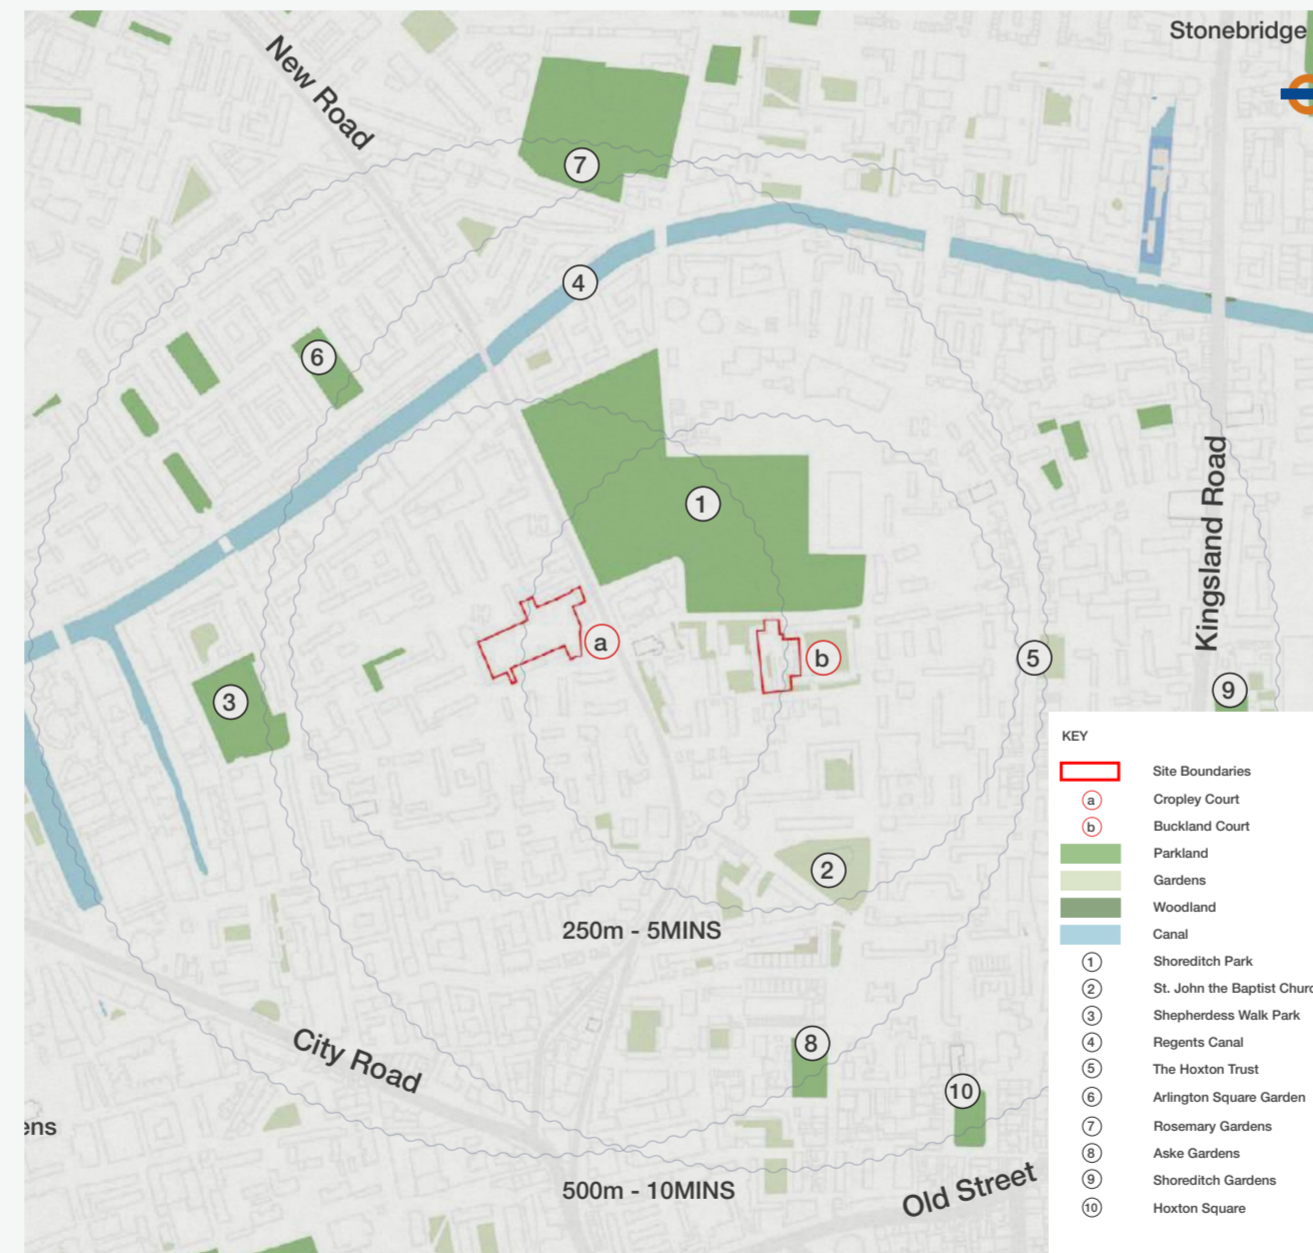 Stonebridge
New Road
7
4
6
1
Kingsland Road
a
b
5
3
9
2
250m - 5MINS
City Road
8
10
ens
500m - 10MINS
Old Street
KEY
Site Boundaries
a Cropley Court
b Buckland Court
Parkland
Gardens
Woodland
Canal
1 Shoreditch Park
2 St. John the Baptist Churc
3 Shepherdess Walk Park
4 Regents Canal
5 The Hoxton Trust
6 Arlington Square Garden
7 Rosemary Gardens
8 Aske Gardens
9 Shoreditch Gardens
10 Hoxton Square